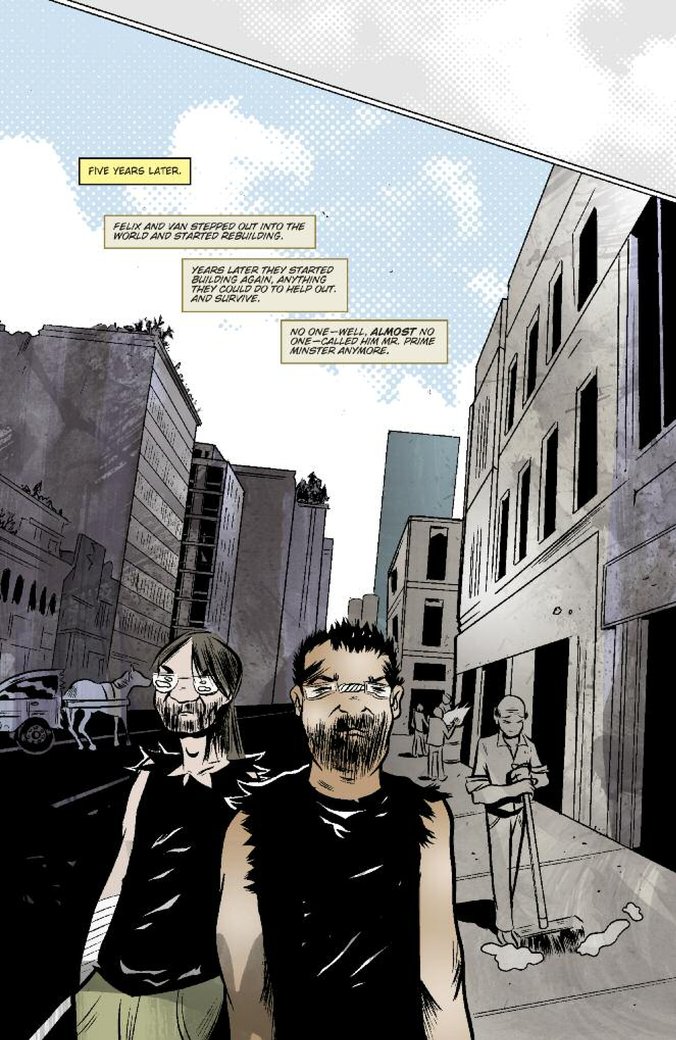 FIVE YEARS LATER.
FELIX AND VAN STEPPED OUT INTO THE
WORLD AND STARTED REBUILDING.
YEARS LATER THEY STARTED
BUILDING AGAIN, ANYTHING
THEY COULD DO TO HELP OUT.
AND SURVIVE.
NO ONE—WELL, ALMOST NO
ONE—CALLED HIM MR. PRIME
MINSTER ANYMORE.